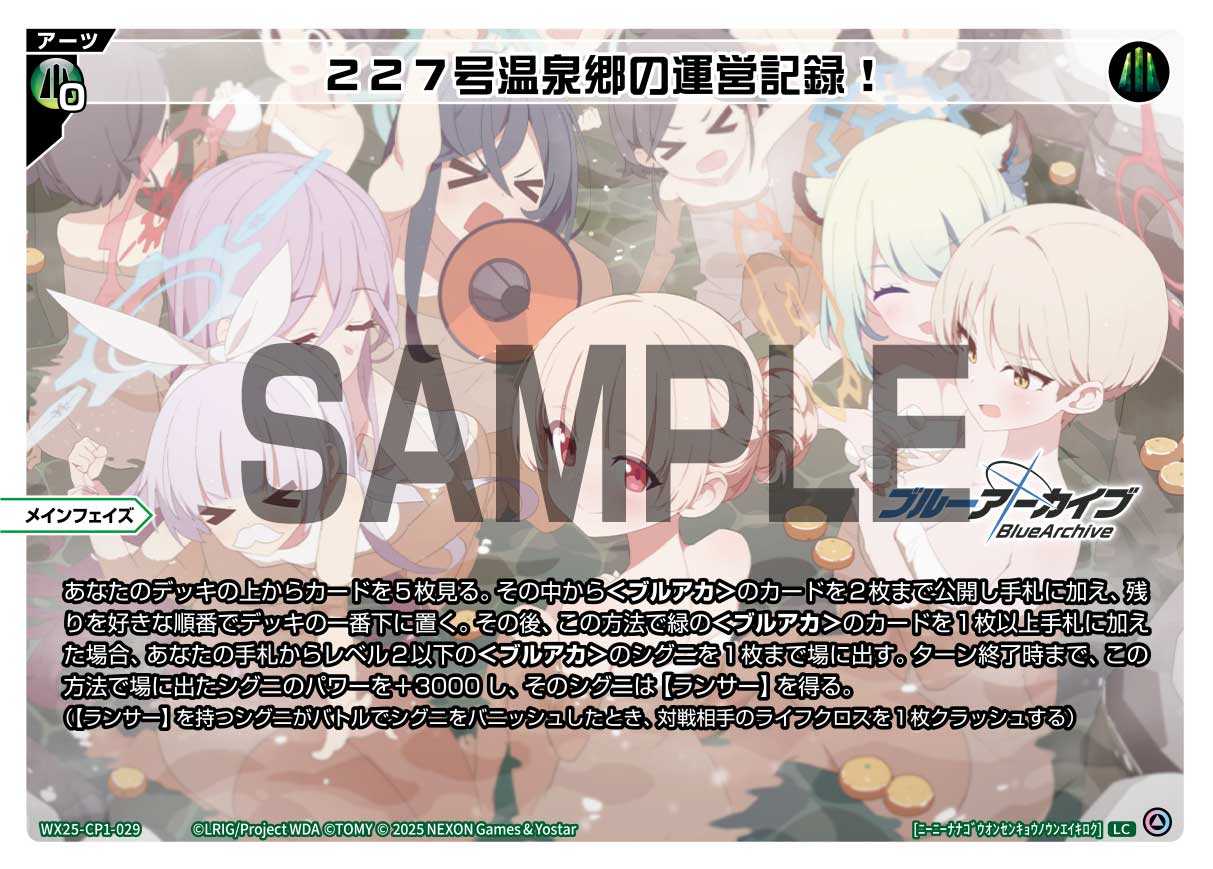 アーツ
0
227号温泉郷の運営記録！
SAMPLE
メインフェイズ
ブルーアーカイブ
BlueArchive
あなたのデッキの上からカードを５枚見る。その中から＜ブルアカ＞のカードを２枚まで公開し手札に加え、残
りを好きな順番でデッキの一番下に置く。その後、この方法で緑の＜ブルアカ＞のカードを１枚以上手札に加え
た場合、あなたの手札からレベル２以下の＜ブルアカ＞のシグニを１枚まで場に出す。ターン終了時まで、この
方法で場に出たシグニのパワーを＋3000し、そのシグニは【ランサー】を得る。
（【ランサー】を持つシグニがバトルでシグニをバニッシュしたとき、対戦相手のライフクロスを１枚クラッシュする）
WX25-CP1-029
©LRIG/Project WDA ©TOMY © 2025 NEXON Games & Yostar
[ﾆｰﾆｰﾅﾅｺﾞｳｵﾝｾﾝｷｮｳﾉｳﾝｴｲｷﾛｸ] LC